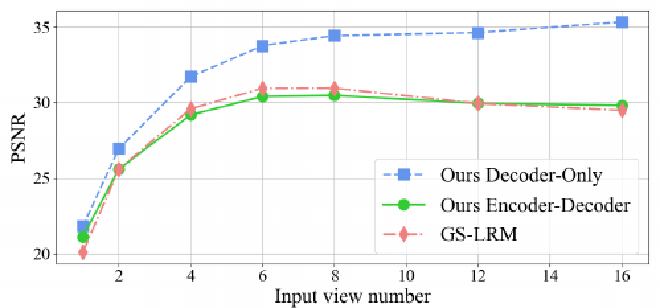 35
30
25
20
PSNR
Ours Decoder-Only
Ours Encoder-Decoder
GS-LRM
2 4 6 8 10 12 14 16
Input view number